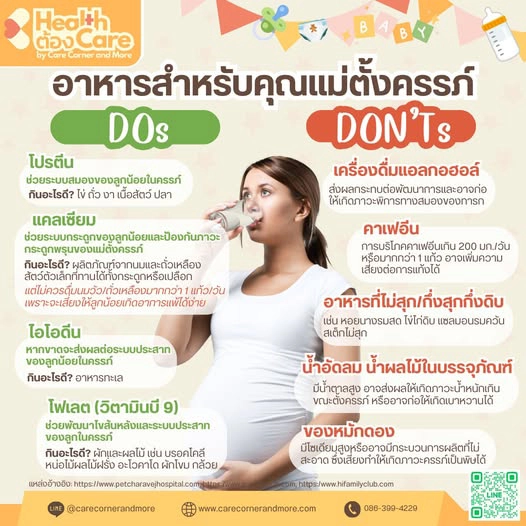 Health
ต้อง Care
by Care Corner and More
BABY
อาหารสำหรับคุณแม่ตั้งครรภ์
DOs
โปรตีน
ช่วยระบบสมองของลูกน้อยในครรภ์
กินอะไรดี? ไข่ ถั่ว งา เนื้อสัตว์ ปลา
แคลเซียม
ช่วยระบบกระดูกของลูกน้อยและป้องกันภาวะ
กระดูกพรุนของแม่ตั้งครรภ์
กินอะไรดี? ผลิตภัณฑ์จากนมและถั่วเหลือง
สัตว์ตัวเล็กที่ทานได้ทั้งกระดูกหรือเปลือก
แต่ไม่ควรดื่มนมวัว/ถั่วเหลืองมากกว่า 1 แก้ว/วัน
เพราะจะเสี่ยงให้ลูกน้อยเกิดอาการแพ้ได้ง่าย
ไอโอดีน
หากขาดจะส่งผลต่อระบบประสาท
ของลูกน้อยในครรภ์
กินอะไรดี? อาหารทะเล
โฟเลต (วิตามินบี 9)
ช่วยพัฒนาไขสันหลังและระบบประสาท
ของลูกในครรภ์
กินอะไรดี? ผักและผลไม้ เช่น บรอคโคลี
หน่อไม้ผลไม้ฝรั่ง อะโวคาโด ผักโขม กล้วย
DON'Ts
เครื่องดื่มแอลกอฮอล์
ส่งผลกระทบต่อพัฒนาการและอาจก่อ
ให้เกิดภาวะพิการทางสมองของทารก
คาเฟอีน
การบริโภคคาเฟอีนเกิน 200 มก./วัน
หรือมากกว่า 1 แก้ว อาจเพิ่มความ
เสี่ยงต่อการแท้งได้
อาหารที่ไม่สุก/กึ่งสุกกึ่งดิบ
เช่น หอยนางรมสด ไข่ไก่ดิบ แซลมอนรมควัน
สเต็กไม่สุก
น้ำอัดลม น้ำผลไม้ในบรรจุภัณฑ์
มีน้ำตาลสูง อาจส่งผลให้เกิดภาวะน้ำหนักเกิน
ขณะตั้งครรภ์ หรืออาจก่อให้เกิดเบาหวานได้
ของหมักดอง
มีโซเดียมสูงหรืออาจมีกระบวนการผลิตที่ไม่
สะอาด ซึ่งเสี่ยงทำให้เกิดภาวะครรภ์เป็นพิษได้
แหล่งอ้างอิง: https://www.petcharavejhospital.com, https:/www.hifamilyclub.com
LINE @carecornerandmore
www.carecornerandmore.com
086-399-4229
LINE